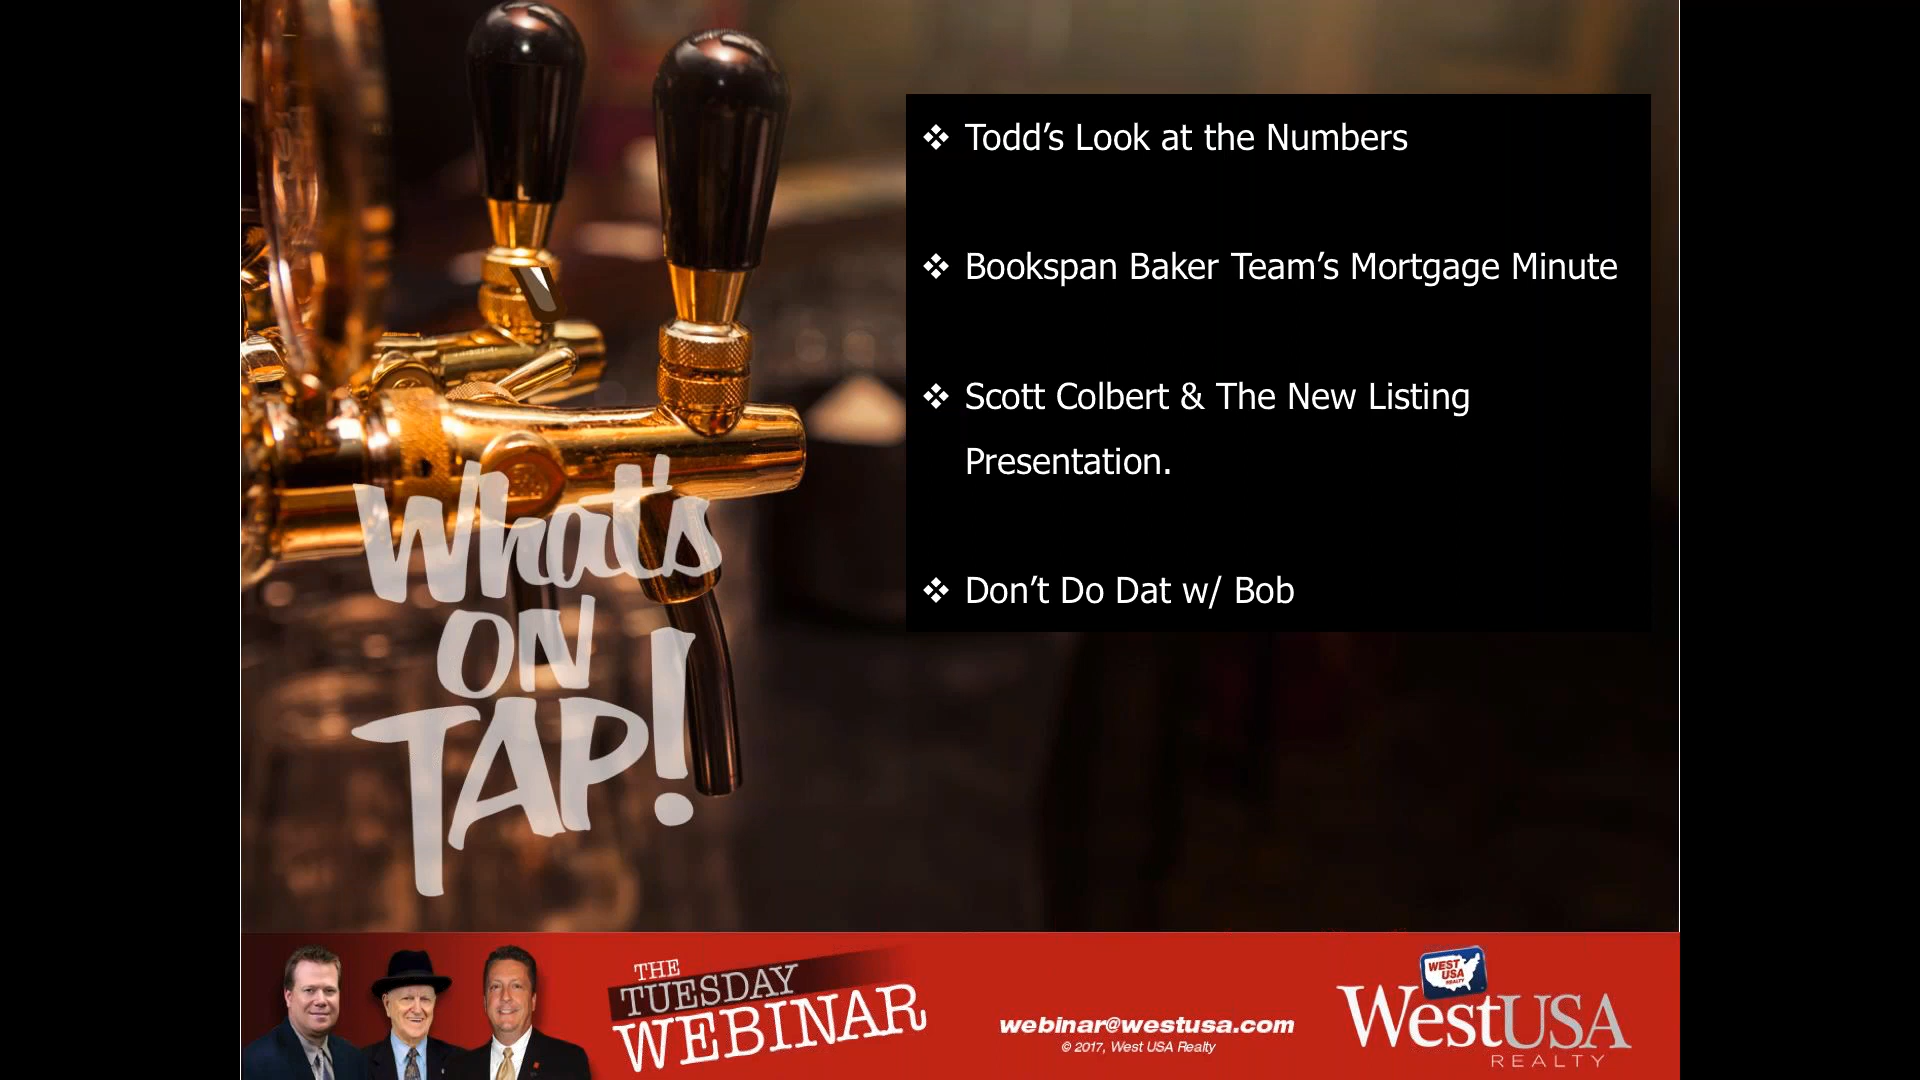 ❖ Todd’s Look at the Numbers
❖ Bookspan Baker Team’s Mortgage Minute
❖ Scott Colbert & The New Listing
Presentation.
❖ Don’t Do Dat w/ Bob
What's
ON
TAP!
THE
TUESDAY
WEBINAR
webinar@westusa.com
© 2017, West USA Realty
WEST
USA
REALTY
WestUSA
REALTY